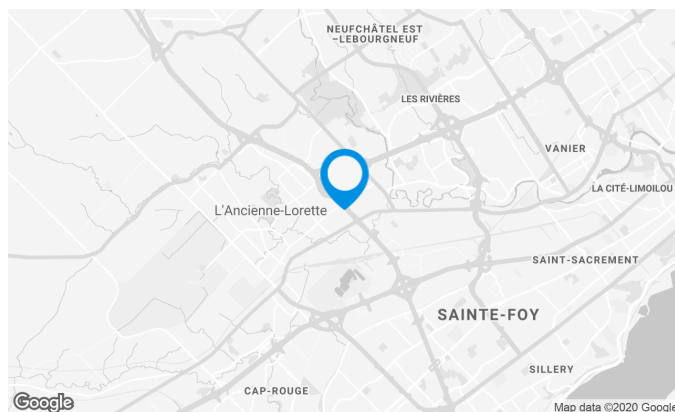 NEUFCHÂTEL EST
-LEBOURGNEUF
LES RIVIÈRES
VANIER
LA CITÉ-LIMOILOU
L'Ancienne-Lorette
SAINT-SACREMENT
SAINTE-FOY
SILLERY
CAP-ROUGE
Google
Map data ©2020 Google